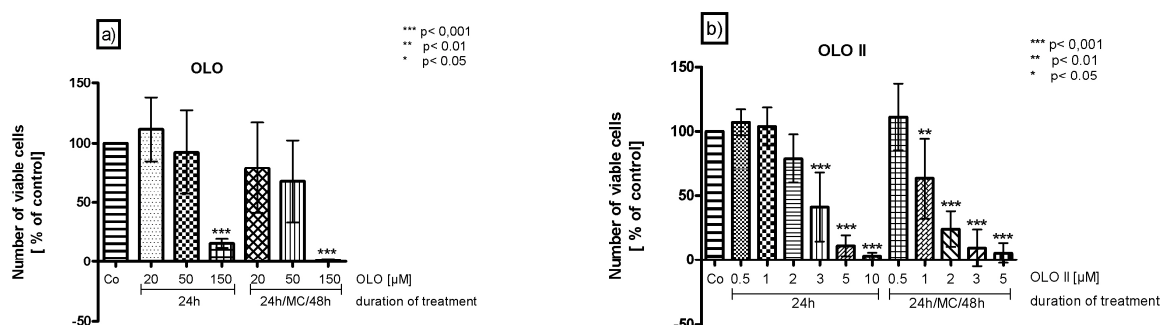 a)
*** p< 0,001
** p< 0.01
* p< 0.05
OLO
Number of viable cells
[ % of control]
150
100
50
0
-50
***
***
Co 20 50 150 20 50 150 OLO [µM]
24h 24h/MC/48h duration of treatment
b)
*** p< 0,001
** p< 0.01
* p< 0.05
OLO II
Number of viable cells
[ % of control]
150
100
50
0
-50
***
***
***
**
***
***
***
Co 0.5 1 2 3 5 10 0.5 1 2 3 5 OLO II [µM]
24h 24h/MC/48h duration of treatment